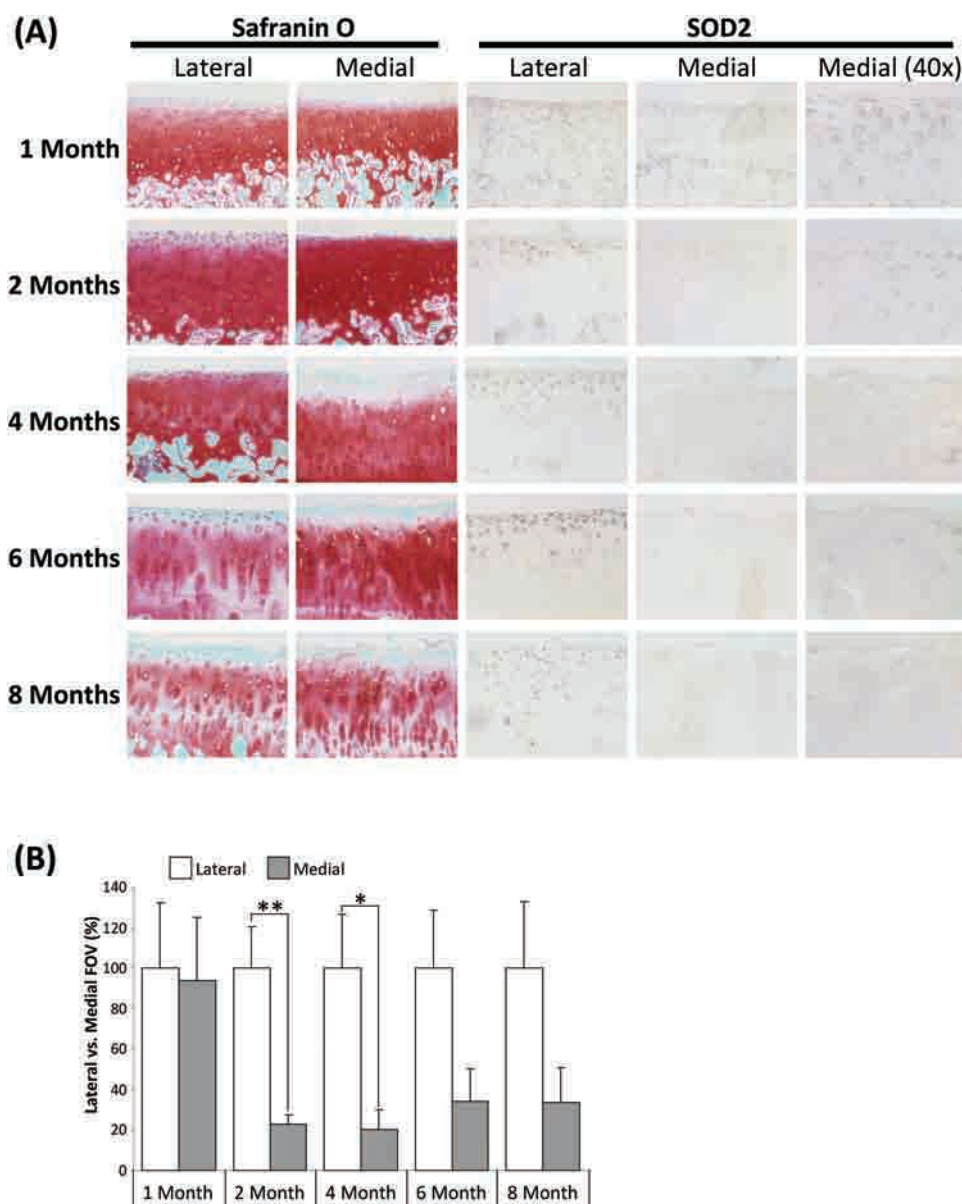 (A)
Safranin O SOD2
Lateral Medial Lateral Medial Medial (40x)
1 Month
2 Months
4 Months
6 Months
8 Months
(B)
Lateral Medial
Lateral vs. Medial FOV (%)
140
120
100
80
60
40
20
0
** *
1 Month 2 Month 4 Month 6 Month 8 Month